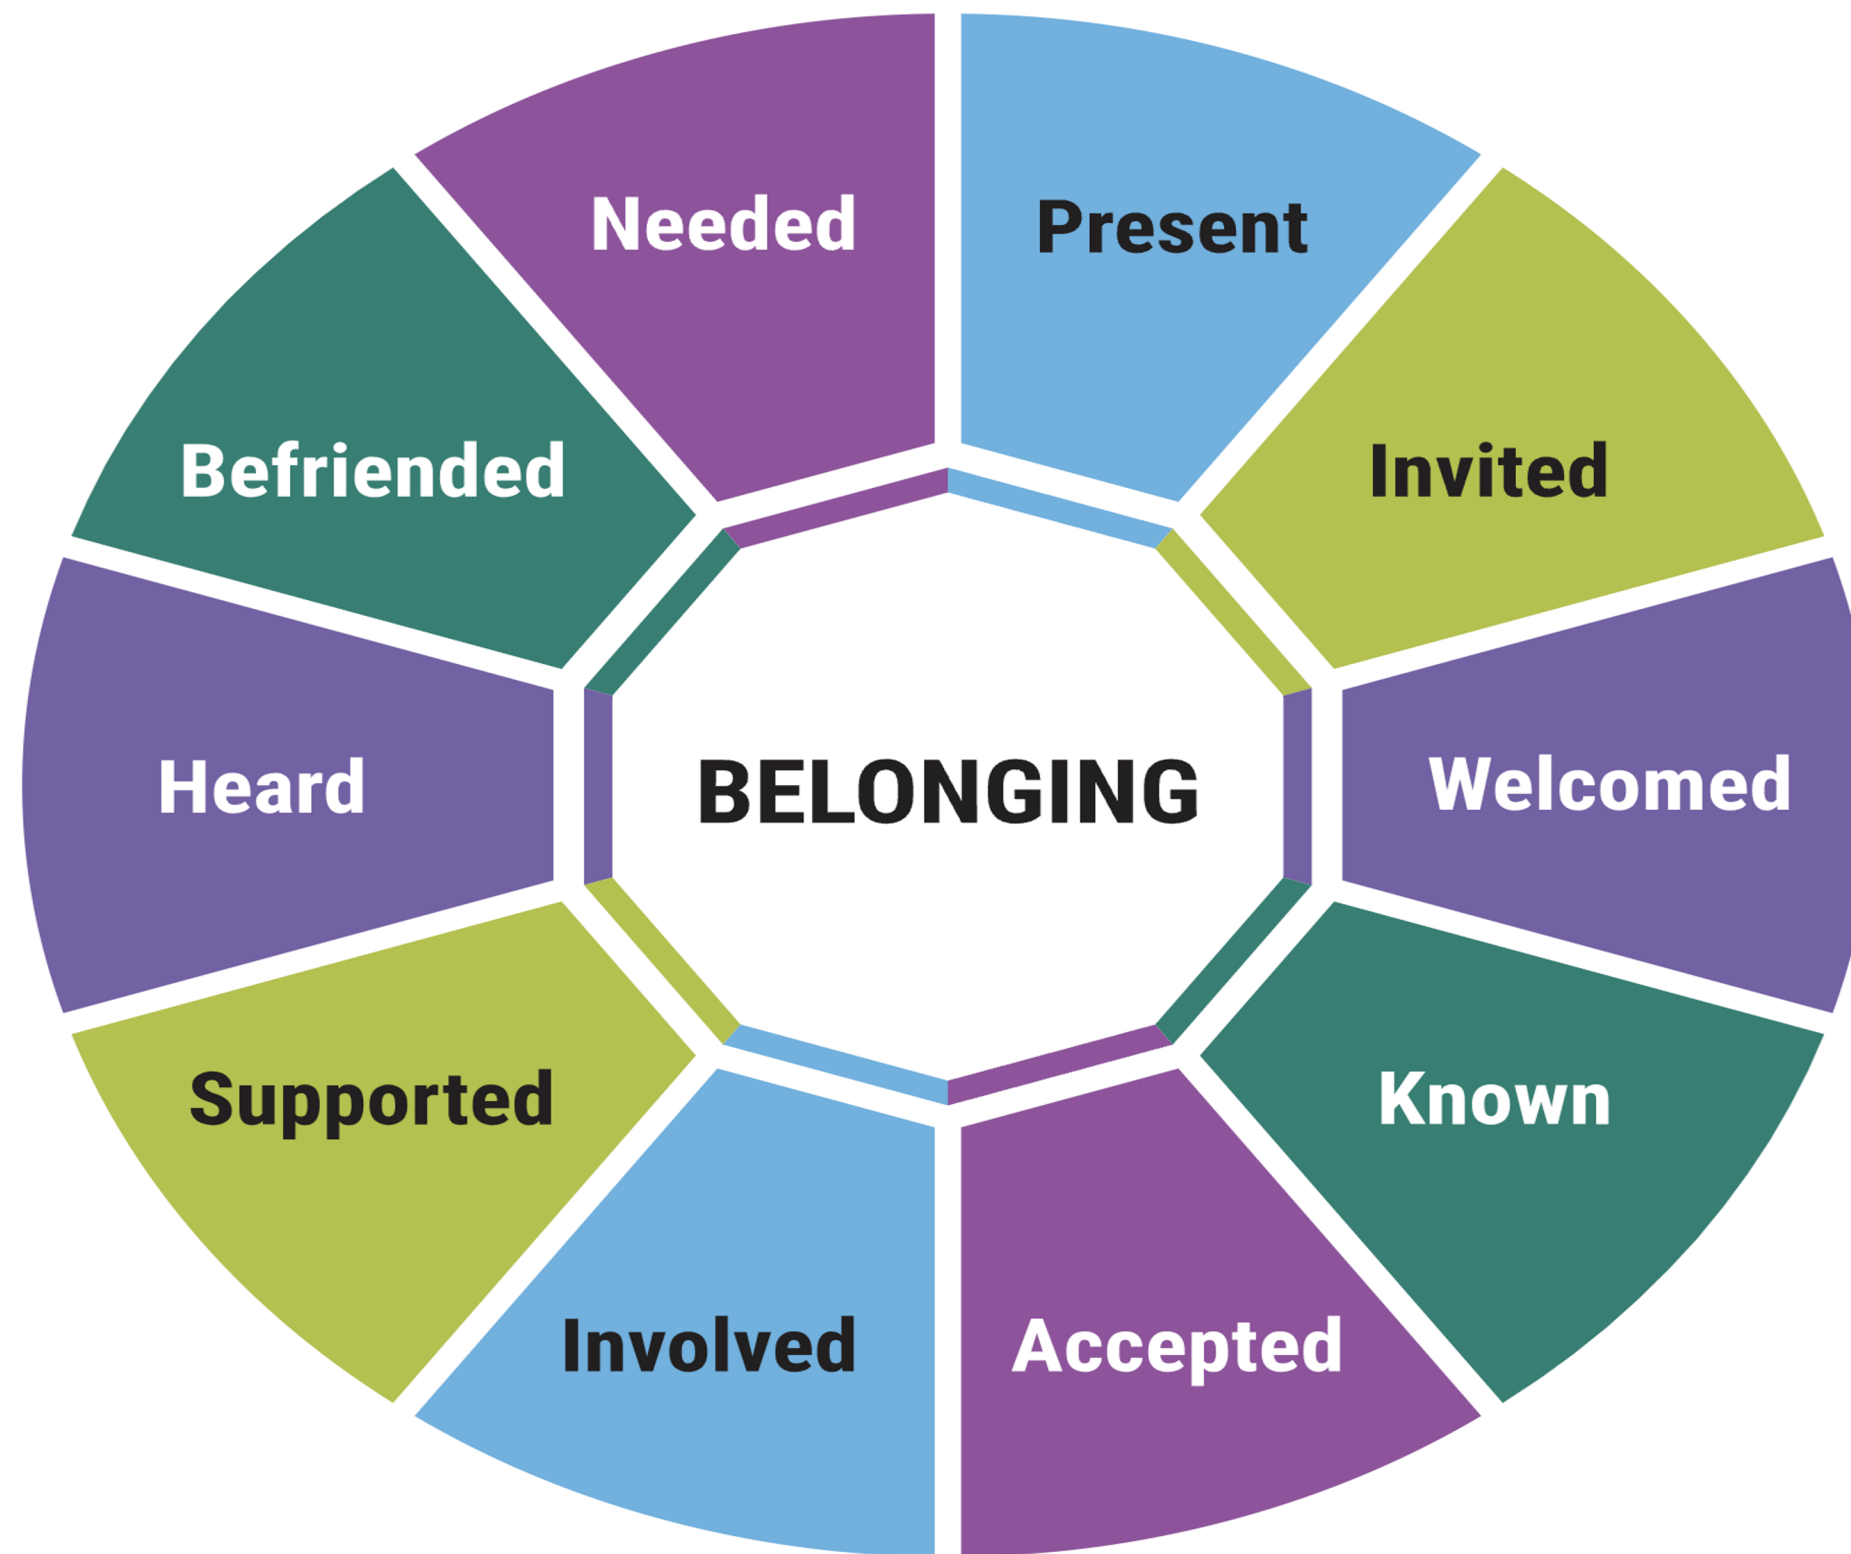 Needed
Present
Befriended
Invited
Heard
BELONGING
Welcomed
Supported
Known
Involved
Accepted